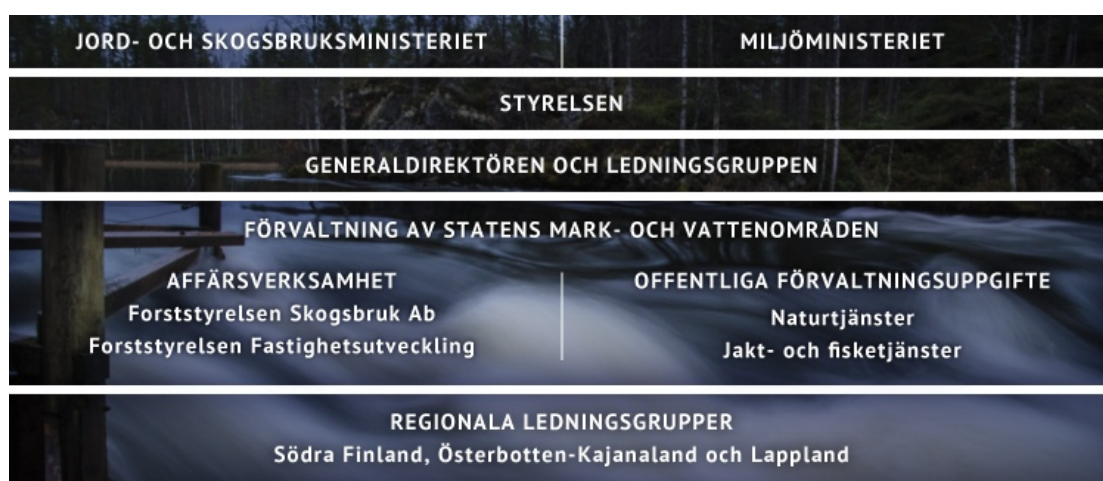 JORD- OCH SKOGSBRUKSMINISTERIET
MILJÖMINISTERIET
STYRELSEN
GENERALDIREKTÖREN OCH LEDNINGSGRUPPEN
FÖRVALTNING AV STATENS MARK- OCH VATTENOMRÅDEN
AFFÄRSVERKSAMHET
Forststyrelsen Skogsbruk Ab
Forststyrelsen Fastighetsutveckling
OFFENTLIGA FÖRVALTNINGSUPPGIFTE
Naturtjänster
Jakt- och fisketjänster
REGIONALA LEDNINGSGRUPPER
Södra Finland, Österbotten-Kajanaland och Lappland